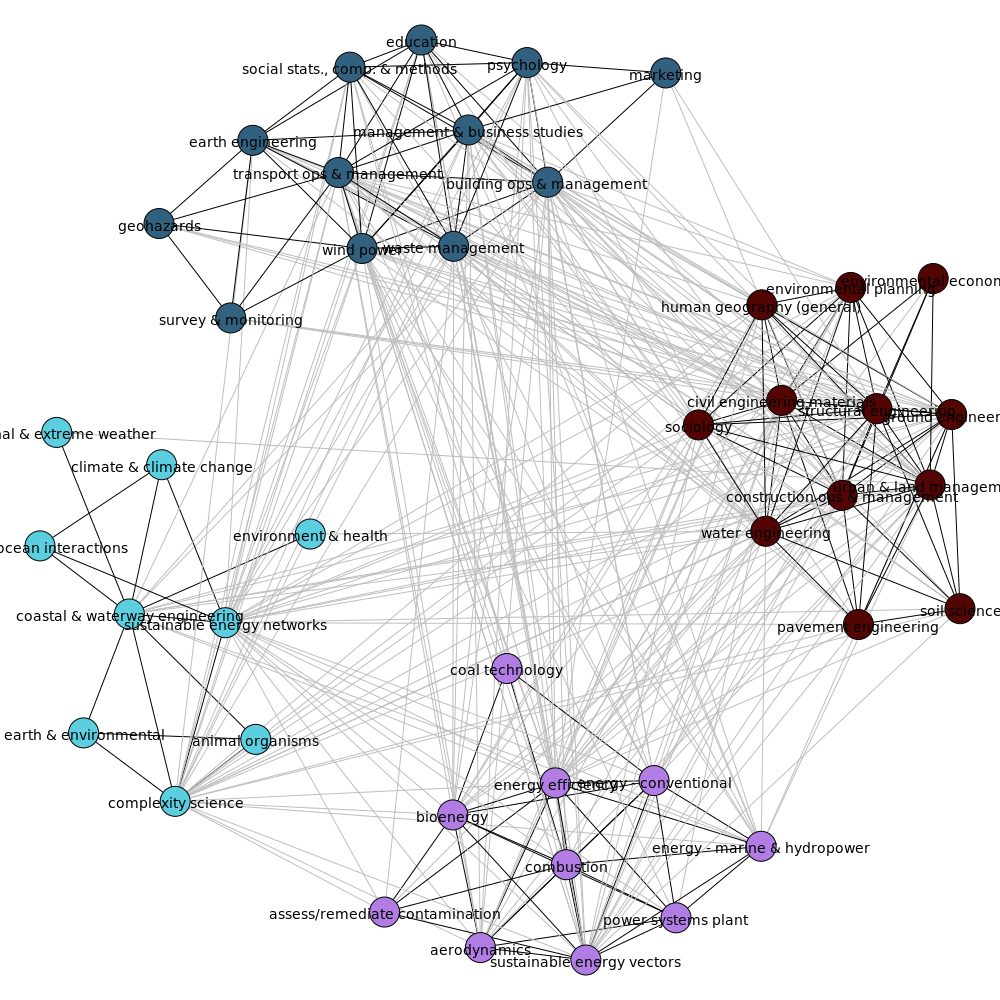 education
social stats., comp. & methods
psychology
marketing
management & business studies
earth engineering
transport ops & management
building ops & management
geohazards
wind power
waste management
survey & monitoring
environmental econom
environmental planning
human geography (general)
civil engineering materials
structural engineering
ground engineer
sociology
al & extreme weather
climate & climate change
urban & land managem
construction ops & management
environment & health
water engineering
ocean interactions
coastal & waterway engineering
sustainable energy networks
soil science
pavement engineering
coal technology
earth & environmental
animal organisms
energy efficiency
energy - conventional
complexity science
bioenergy
energy - marine & hydropower
combustion
assess/remediate contamination
power systems plant
aerodynamics
sustainable energy vectors